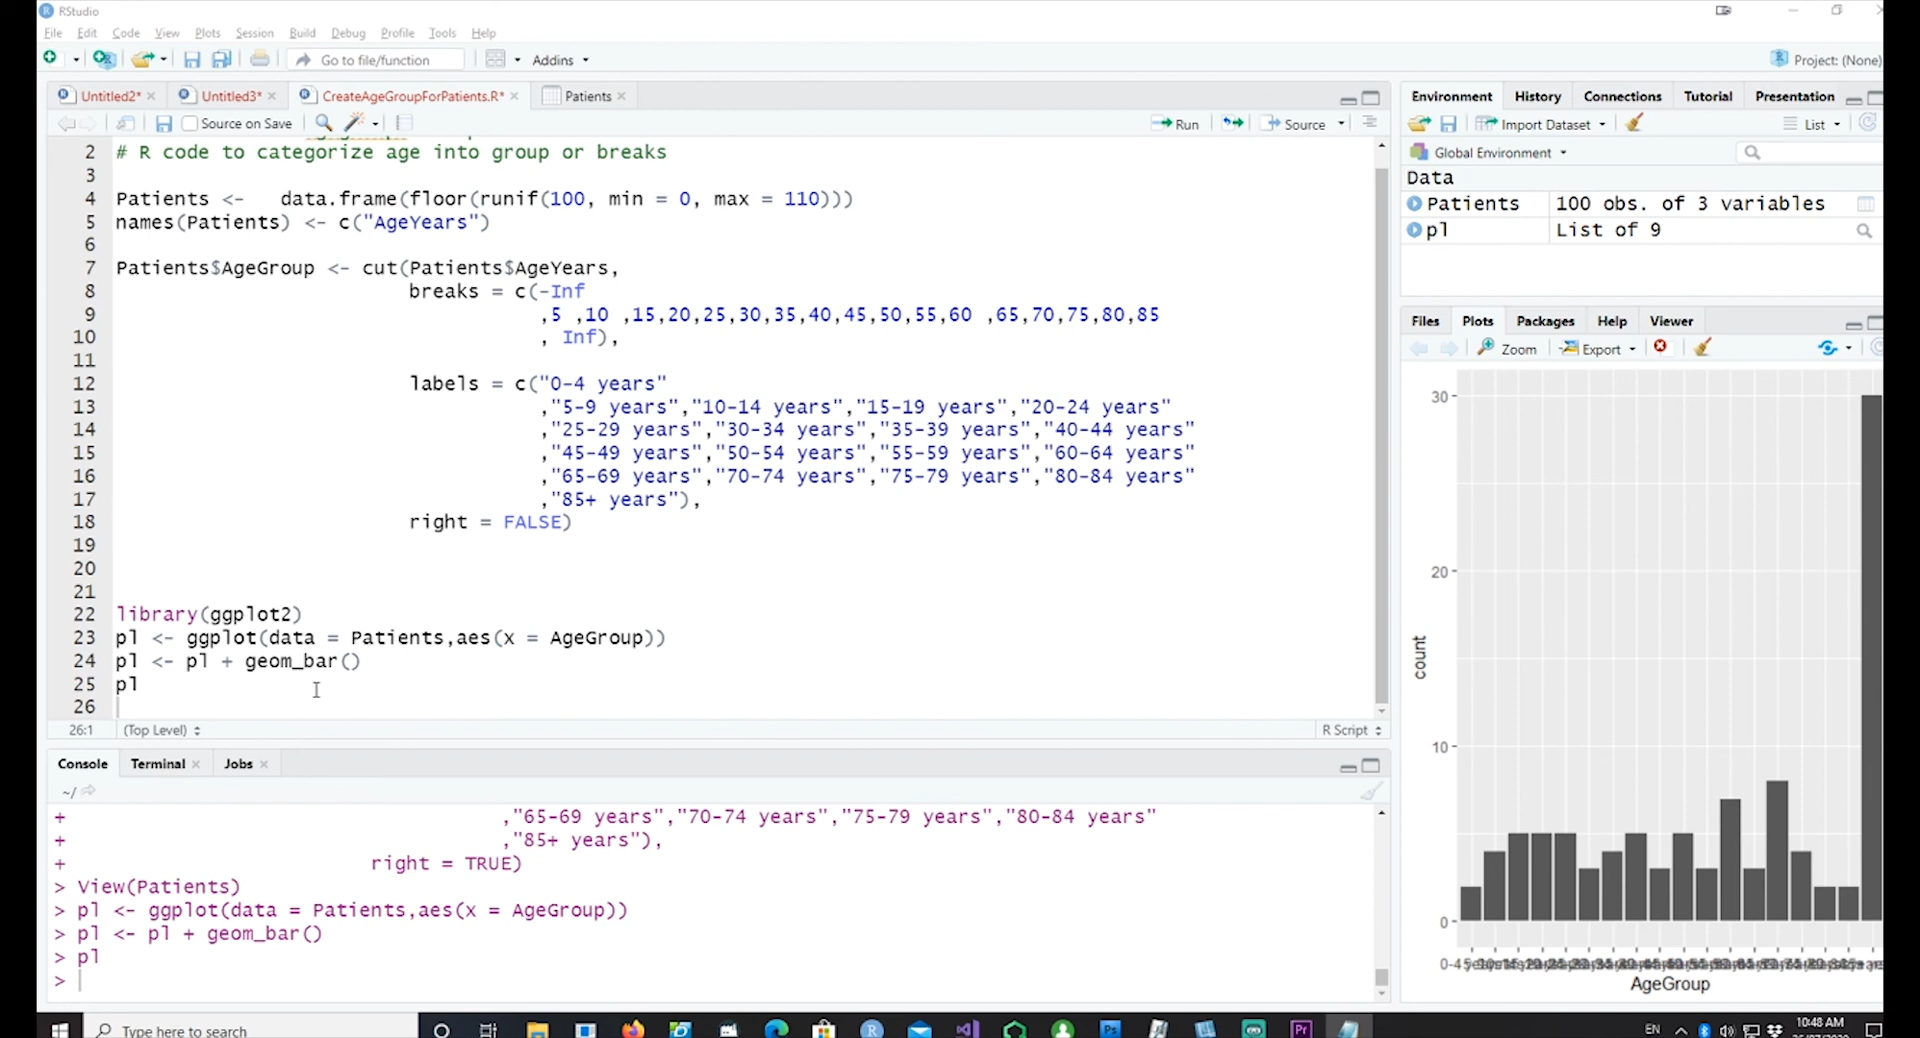 RStudio
File Edit Code View Plots Session Build Debug Profile Tools Help
Go to file/function Addins Project: (None)
Untitled2* Untitled3* CreateAgeGroupForPatients.R* Patients
Source on Save Run Source
2 # R code to categorize age into group or breaks
3
4 Patients <- data.frame(floor(runif(100, min = 0, max = 110)))
5 names(Patients) <- c("AgeYears")
6
7 Patients$AgeGroup <- cut(Patients$AgeYears,
8 breaks = c(-Inf
9 ,5 ,10 ,15,20,25,30,35,40,45,50,55,60 ,65,70,75,80,85
10 , Inf),
11
12 labels = c("0-4 years"
13 ,"5-9 years","10-14 years","15-19 years","20-24 years"
14 ,"25-29 years","30-34 years","35-39 years","40-44 years"
15 ,"45-49 years","50-54 years","55-59 years","60-64 years"
16 ,"65-69 years","70-74 years","75-79 years","80-84 years"
17 ,"85+ years"),
18 right = FALSE)
19
20
21
22 library(ggplot2)
23 pl <- ggplot(data = Patients,aes(x = AgeGroup))
24 pl <- pl + geom_bar()
25 pl
26
26:1 (Top Level) R Script
Console Terminal Jobs
~/
+ ,"65-69 years","70-74 years","75-79 years","80-84 years"
+ ,"85+ years"),
+ right = TRUE)
> View(Patients)
> pl <- ggplot(data = Patients,aes(x = AgeGroup))
> pl <- pl + geom_bar()
> pl
>
Environment History Connections Tutorial Presentation
Import Dataset List
Global Environment
Data
Patients 100 obs. of 3 variables
pl List of 9
Files Plots Packages Help Viewer
Zoom Export
30
20
10
0
count
AgeGroup
Type here to search
EN 10:48 AM